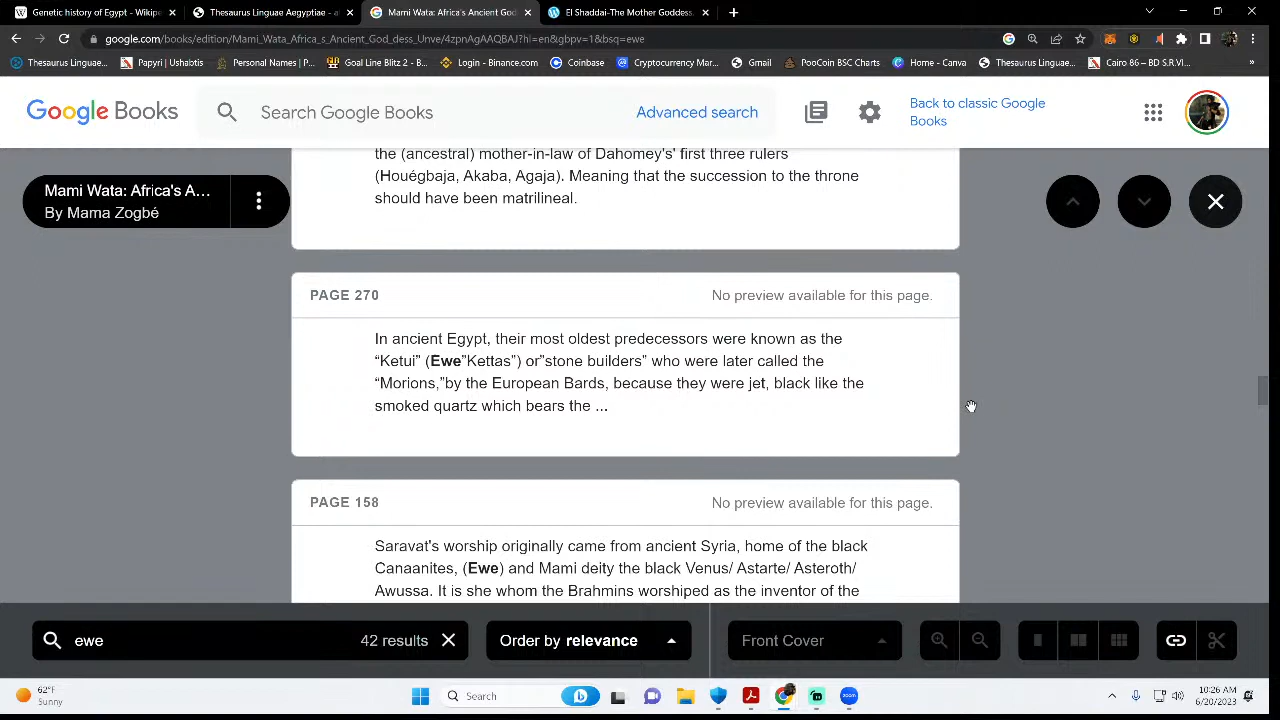 Genetic history of Egypt - Wikipe
Thesaurus Linguae Aegyptiae - a
Mami Wata: Africa's Ancient God
El Shaddai-The Mother Goddess.
google.com/books/edition/Mami_Wata_Africa_s_Ancient_God_dess_Unve/4zpnAgAAQBAJ?hl=en&gbpv=1&bsq=ewe
Thesaurus Linguae...
Papyri | Ushabtis
Personal Names | P...
Goal Line Blitz 2 - B...
Login - Binance.com
Coinbase
Cryptocurrency Mar...
Gmail
PooCoin BSC Charts
Home - Canva
Thesaurus Linguae...
Cairo 86 – BD S.R.VI...
Google Books
Search Google Books
Advanced search
Back to classic Google
Books
the (ancestral) mother-in-law of Dahomey's' first three rulers
(Houégbaja, Akaba, Agaja). Meaning that the succession to the throne
should have been matrilineal.
Mami Wata: Africa's A...
By Mama Zogbé
PAGE 270
No preview available for this page.
In ancient Egypt, their most oldest predecessors were known as the
“Ketui” (Ewe”Kettas”) or”stone builders” who were later called the
“Morions,”by the European Bards, because they were jet, black like the
smoked quartz which bears the ...
PAGE 158
No preview available for this page.
Saravat's worship originally came from ancient Syria, home of the black
Canaanites, (Ewe) and Mami deity the black Venus/ Astarte/ Asteroth/
Awussa. It is she whom the Brahmins worshiped as the inventor of the
ewe
42 results
Order by relevance
Front Cover
62°F
Sunny
Search
zoom
10:26 AM
6/20/2023